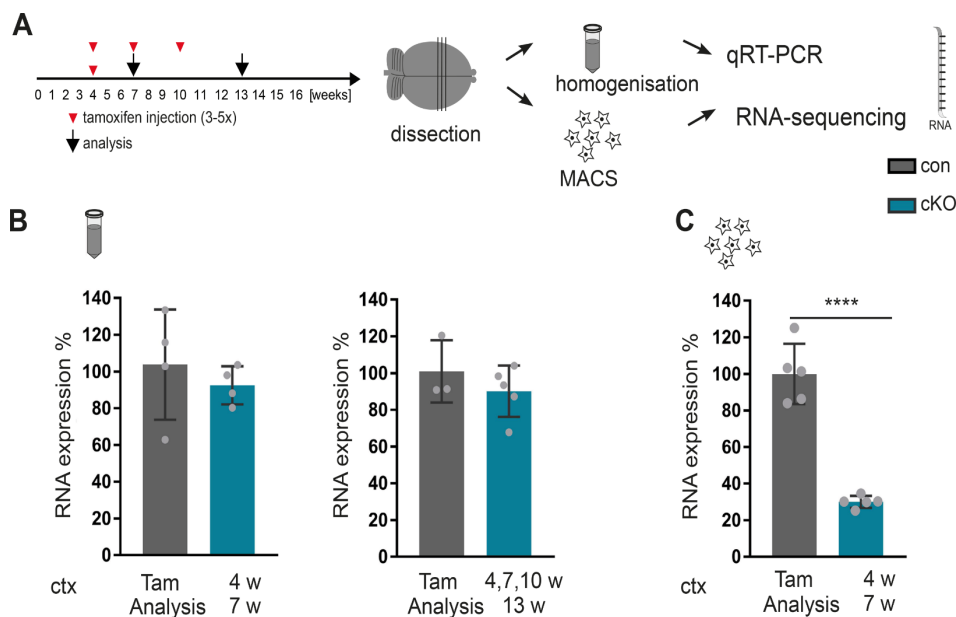 A
0 1 2 3 4 5 6 7 8 9 10 11 12 13 14 15 16 [weeks]
tamoxifen injection (3-5x)
analysis
dissection
homogenisation
MACS
qRT-PCR
RNA-sequencing
RNA
con
cKO
B
RNA expression %
140
120
100
80
60
40
20
0
ctx Tam 4 w
Analysis 7 w
RNA expression %
140
120
100
80
60
40
20
0
Tam 4,7,10 w
Analysis 13 w
C
****
RNA expression %
140
120
100
80
60
40
20
0
ctx Tam 4 w
Analysis 7 w